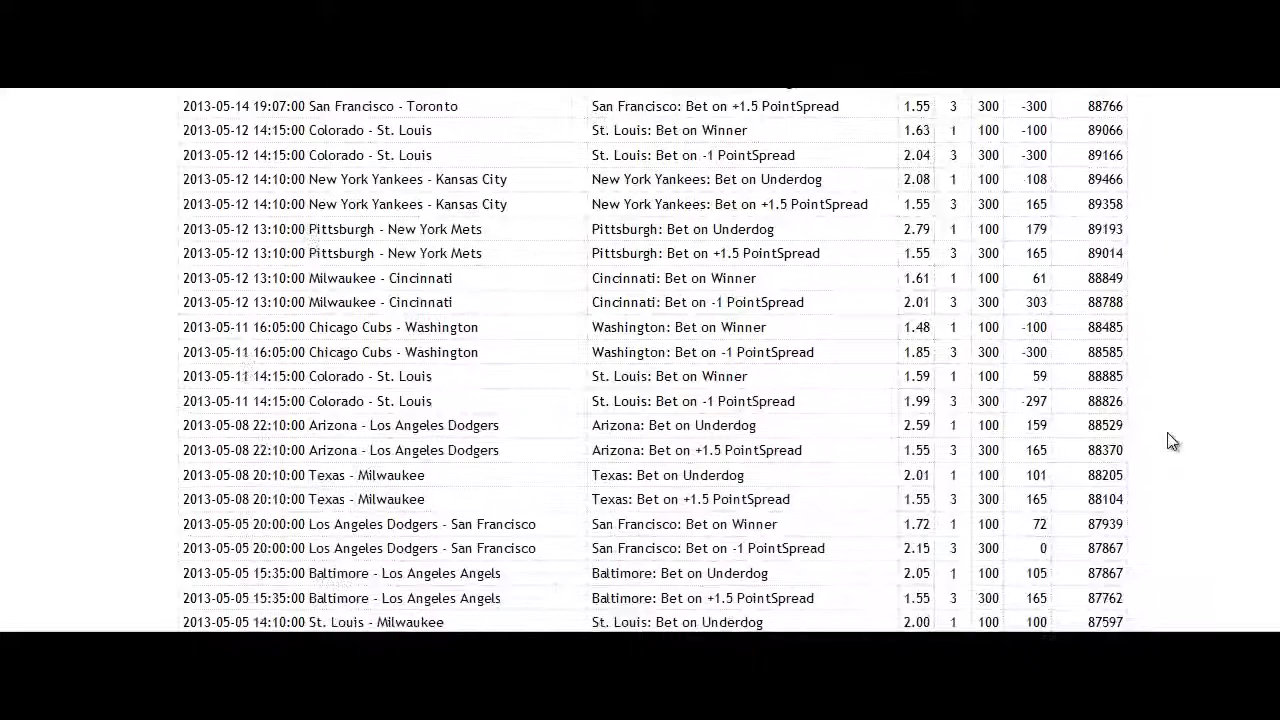 2013-05-14 19:07:00 San Francisco - Toronto San Francisco: Bet on +1.5 PointSpread 1.55 3 300 -300 88766
2013-05-12 14:15:00 Colorado - St. Louis St. Louis: Bet on Winner 1.63 1 100 -100 89066
2013-05-12 14:15:00 Colorado - St. Louis St. Louis: Bet on -1 PointSpread 2.04 3 300 -300 89166
2013-05-12 14:10:00 New York Yankees - Kansas City New York Yankees: Bet on Underdog 2.08 1 100 108 89466
2013-05-12 14:10:00 New York Yankees - Kansas City New York Yankees: Bet on +1.5 PointSpread 1.55 3 300 165 89358
2013-05-12 13:10:00 Pittsburgh - New York Mets Pittsburgh: Bet on Underdog 2.79 1 100 179 89193
2013-05-12 13:10:00 Pittsburgh - New York Mets Pittsburgh: Bet on +1.5 PointSpread 1.55 3 300 165 89014
2013-05-12 13:10:00 Milwaukee - Cincinnati Cincinnati: Bet on Winner 1.61 1 100 61 88849
2013-05-12 13:10:00 Milwaukee - Cincinnati Cincinnati: Bet on -1 PointSpread 2.01 3 300 303 88788
2013-05-11 16:05:00 Chicago Cubs - Washington Washington: Bet on Winner 1.48 1 100 -100 88485
2013-05-11 16:05:00 Chicago Cubs - Washington Washington: Bet on -1 PointSpread 1.85 3 300 -300 88585
2013-05-11 14:15:00 Colorado - St. Louis St. Louis: Bet on Winner 1.59 1 100 59 88885
2013-05-11 14:15:00 Colorado - St. Louis St. Louis: Bet on -1 PointSpread 1.99 3 300 297 88826
2013-05-08 22:10:00 Arizona - Los Angeles Dodgers Arizona: Bet on Underdog 2.59 1 100 159 88529
2013-05-08 22:10:00 Arizona - Los Angeles Dodgers Arizona: Bet on +1.5 PointSpread 1.55 3 300 165 88370
2013-05-08 20:10:00 Texas - Milwaukee Texas: Bet on Underdog 2.01 1 100 101 88205
2013-05-08 20:10:00 Texas - Milwaukee Texas: Bet on +1.5 PointSpread 1.55 3 300 165 88104
2013-05-05 20:00:00 Los Angeles Dodgers - San Francisco San Francisco: Bet on Winner 1.72 1 100 72 87939
2013-05-05 20:00:00 Los Angeles Dodgers - San Francisco San Francisco: Bet on -1 PointSpread 2.15 3 300 0 87867
2013-05-05 15:35:00 Baltimore - Los Angeles Angels Baltimore: Bet on Underdog 2.05 1 100 105 87867
2013-05-05 15:35:00 Baltimore - Los Angeles Angels Baltimore: Bet on +1.5 PointSpread 1.55 3 300 165 87762
2013-05-05 14:10:00 St. Louis - Milwaukee St. Louis: Bet on Underdog 2.00 1 100 100 87597